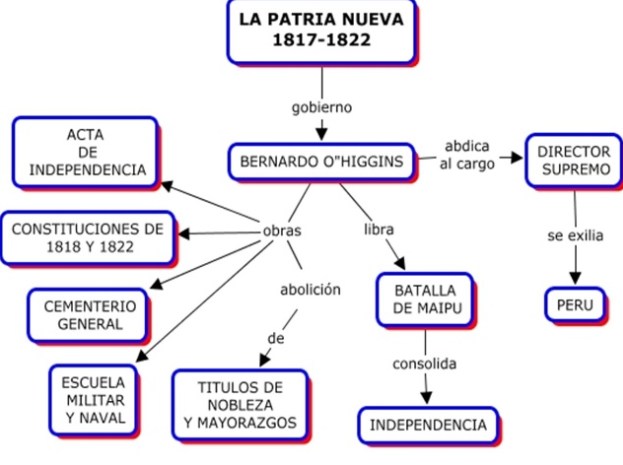 LA PATRIA NUEVA
1817-1822
gobierno
BERNARDO O"HIGGINS
abdica
al cargo
DIRECTOR
SUPREMO
se exilia
PERU
ACTA
DE
INDEPENDENCIA
CONSTITUCIONES DE
1818 Y 1822
obras
libra
CEMENTERIO
GENERAL
abolición
de
BATALLA
DE MAIPU
consolida
ESCUELA
MILITAR
Y NAVAL
TITULOS DE
NOBLEZA
Y MAYORAZGOS
INDEPENDENCIA